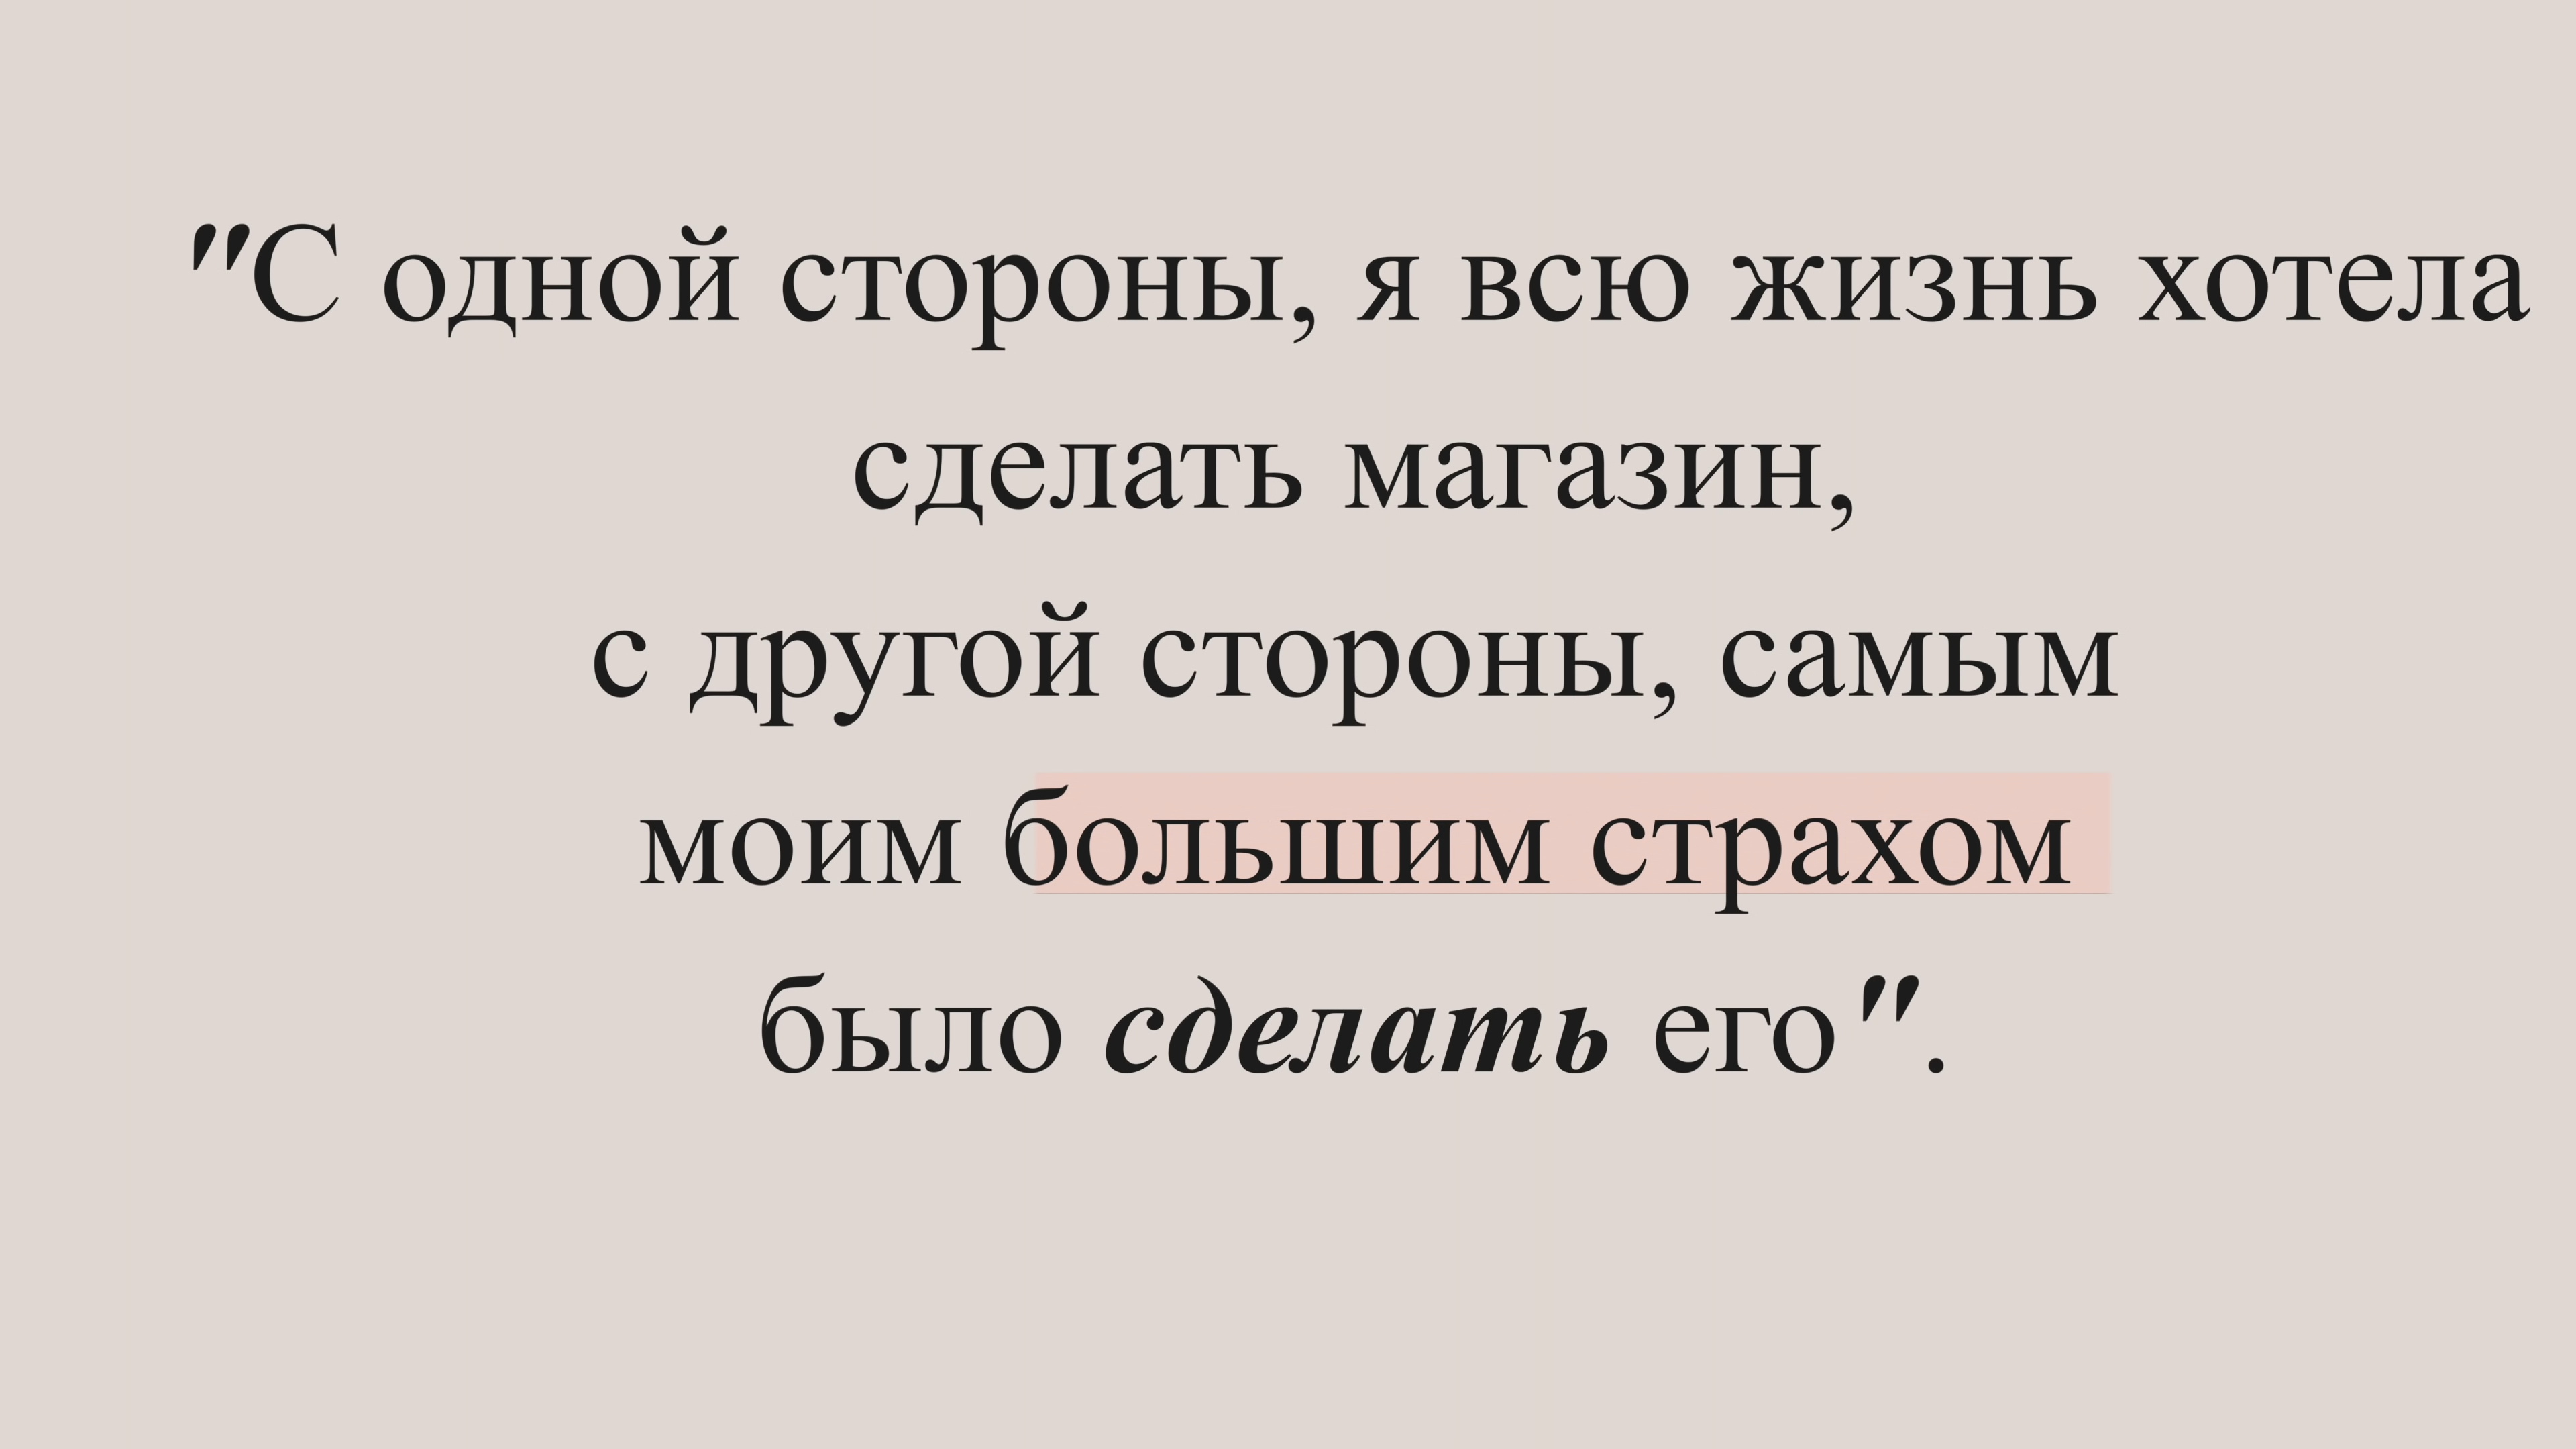 "С одной стороны, я всю жизнь хотела
сделать магазин,
с другой стороны, самым
моим большим страхом
было сделать его".